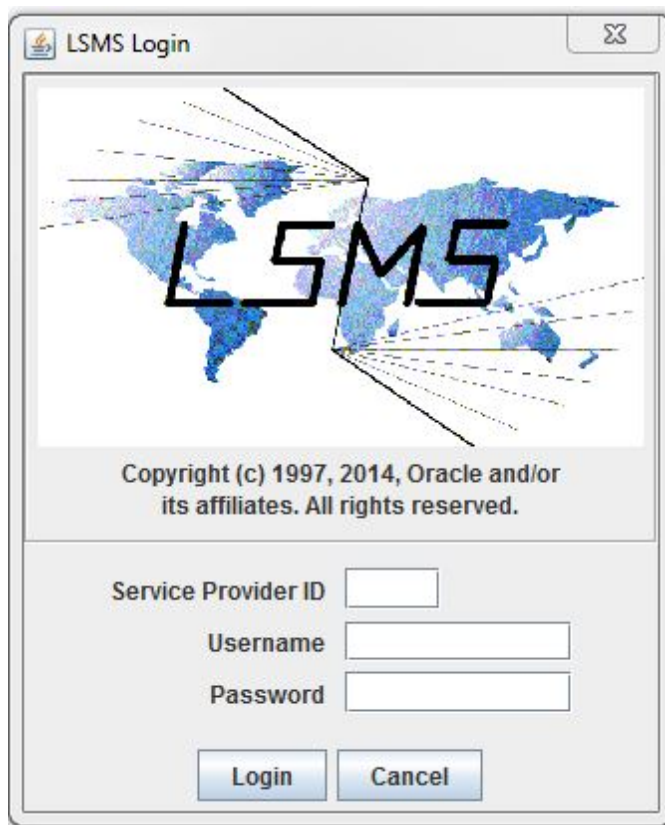 LSMS Login
LSMS
Copyright (c) 1997, 2014, Oracle and/or
its affiliates. All rights reserved.
Service Provider ID
Username
Password
Login Cancel